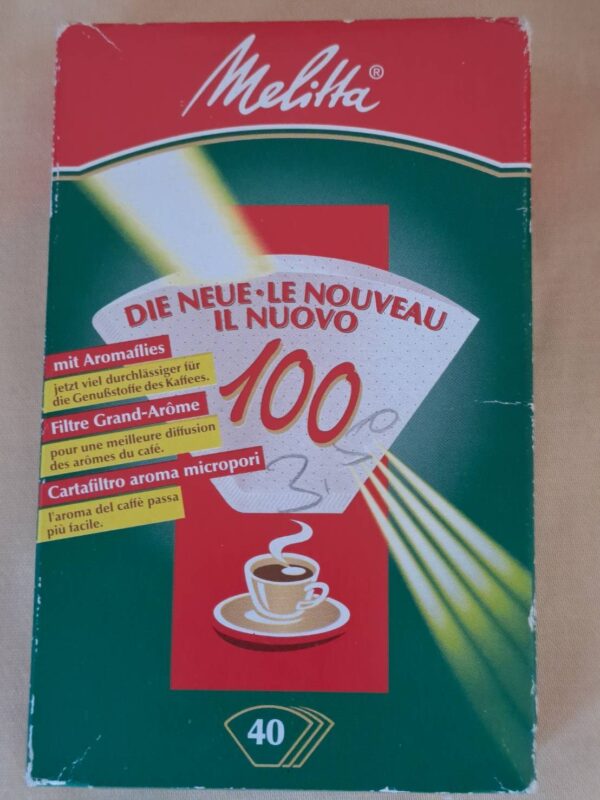 Melitta®
DIE NEUE • LE NOUVEAU
IL NUOVO
100
mit Aromaflies
jetzt viel durchlässiger für
die Genußstoffe des Kaffees.
Filtre Grand-Arôme
pour une meilleure diffusion
des arômes du café.
Cartafiltro aroma micropori
l'aroma del caffè passa
più facile.
3.50
40